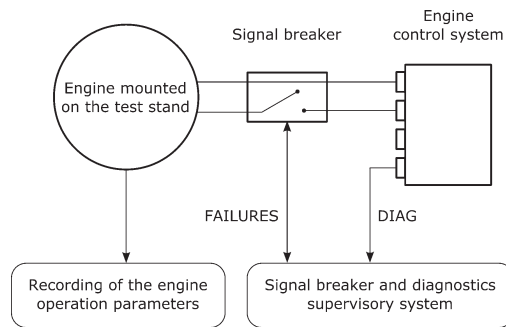 Engine
control system
Signal breaker
Engine mounted
on the test stand
FAILURES
DIAG
Recording of the engine
operation parameters
Signal breaker and diagnostics
supervisory system